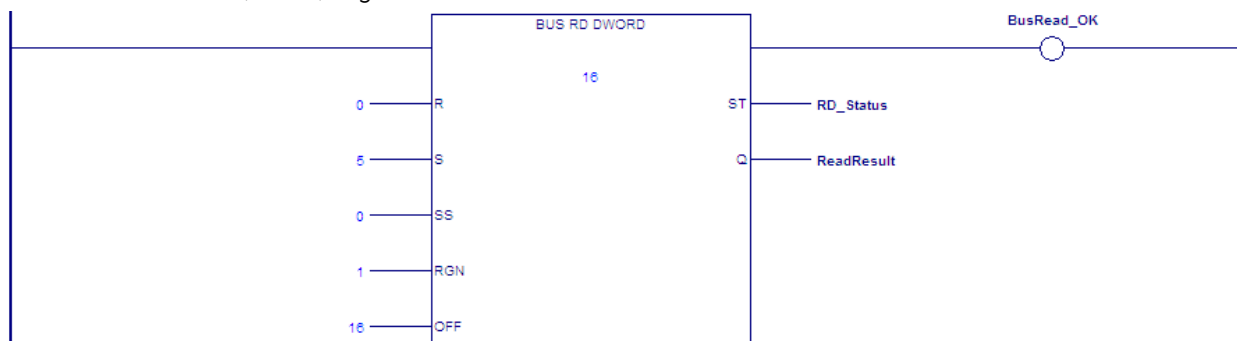 BusRead_OK
BUS RD DWORD
16
0 R ST RD_Status
5 S Q ReadResult
0 SS
1 RGN
16 OFF